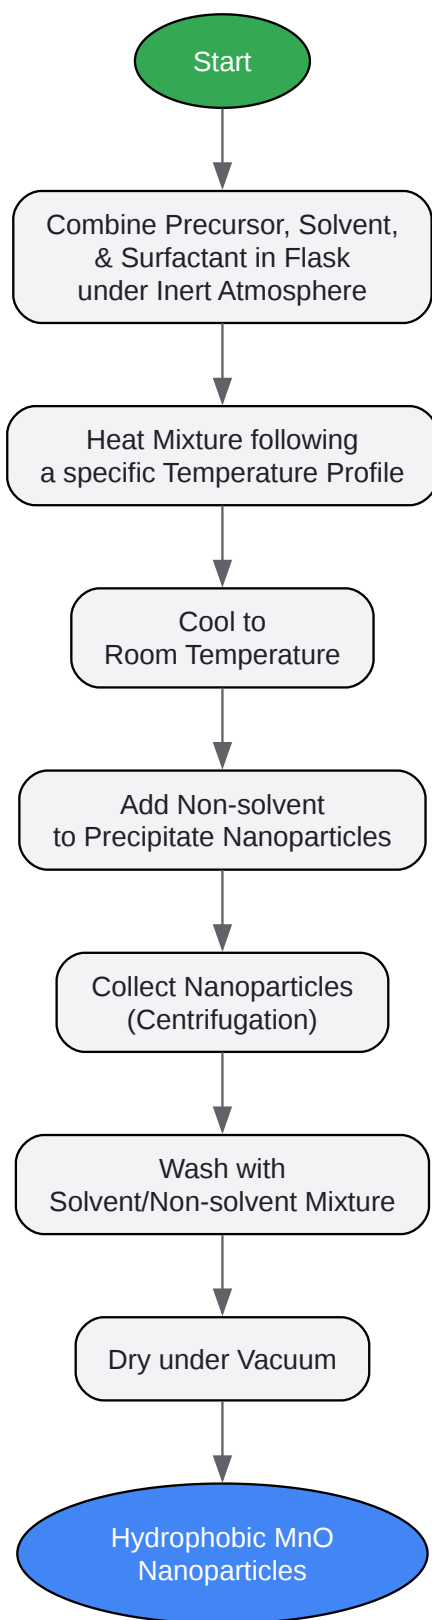 Start
Combine Precursor, Solvent,
& Surfactant in Flask
under Inert Atmosphere
Heat Mixture following
a specific Temperature Profile
Cool to
Room Temperature
Add Non-solvent
to Precipitate Nanoparticles
Collect Nanoparticles
(Centrifugation)
Wash with
Solvent/Non-solvent Mixture
Dry under Vacuum
Hydrophobic MnO
Nanoparticles